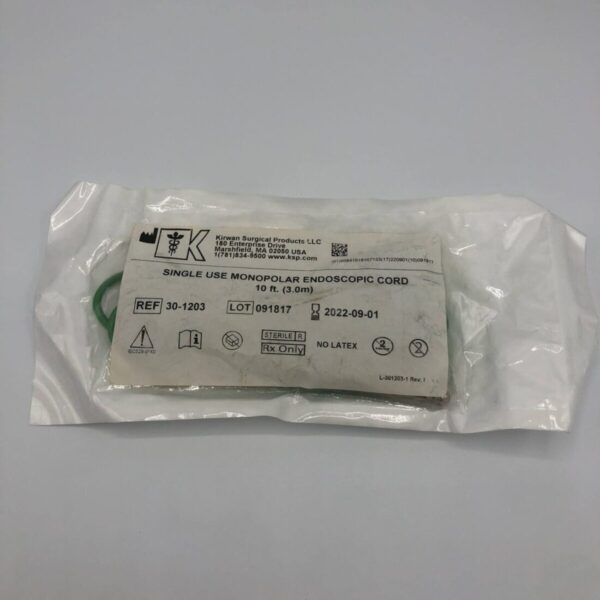 K
Kirwan Surgical Products LLC
180 Enterprise Drive
Marshfield, MA 02050 USA
1(781)834-9500 www.ksp.com
SINGLE USE MONOPOLAR ENDOSCOPIC CORD
10 ft. (3.0m)
REF 30-1203 LOT 091817 2022-09-01
STERILE R
Rx Only
NO LATEX
2
2
L-301203-1 Rev.